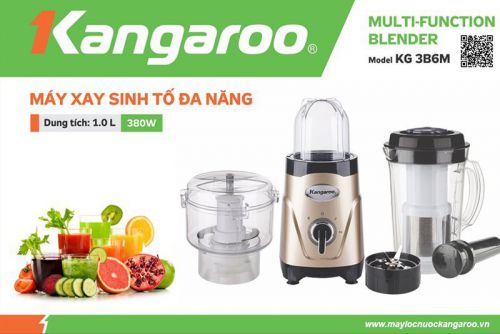 Kangaroo®
MULTI-FUNCTION
BLENDER
Model KG 3B6M
MÁY XAY SINH TỐ ĐA NĂNG
Dung tích: 1.0 L 380W
Kangaroo
www.maylocnuockangaroo.vn